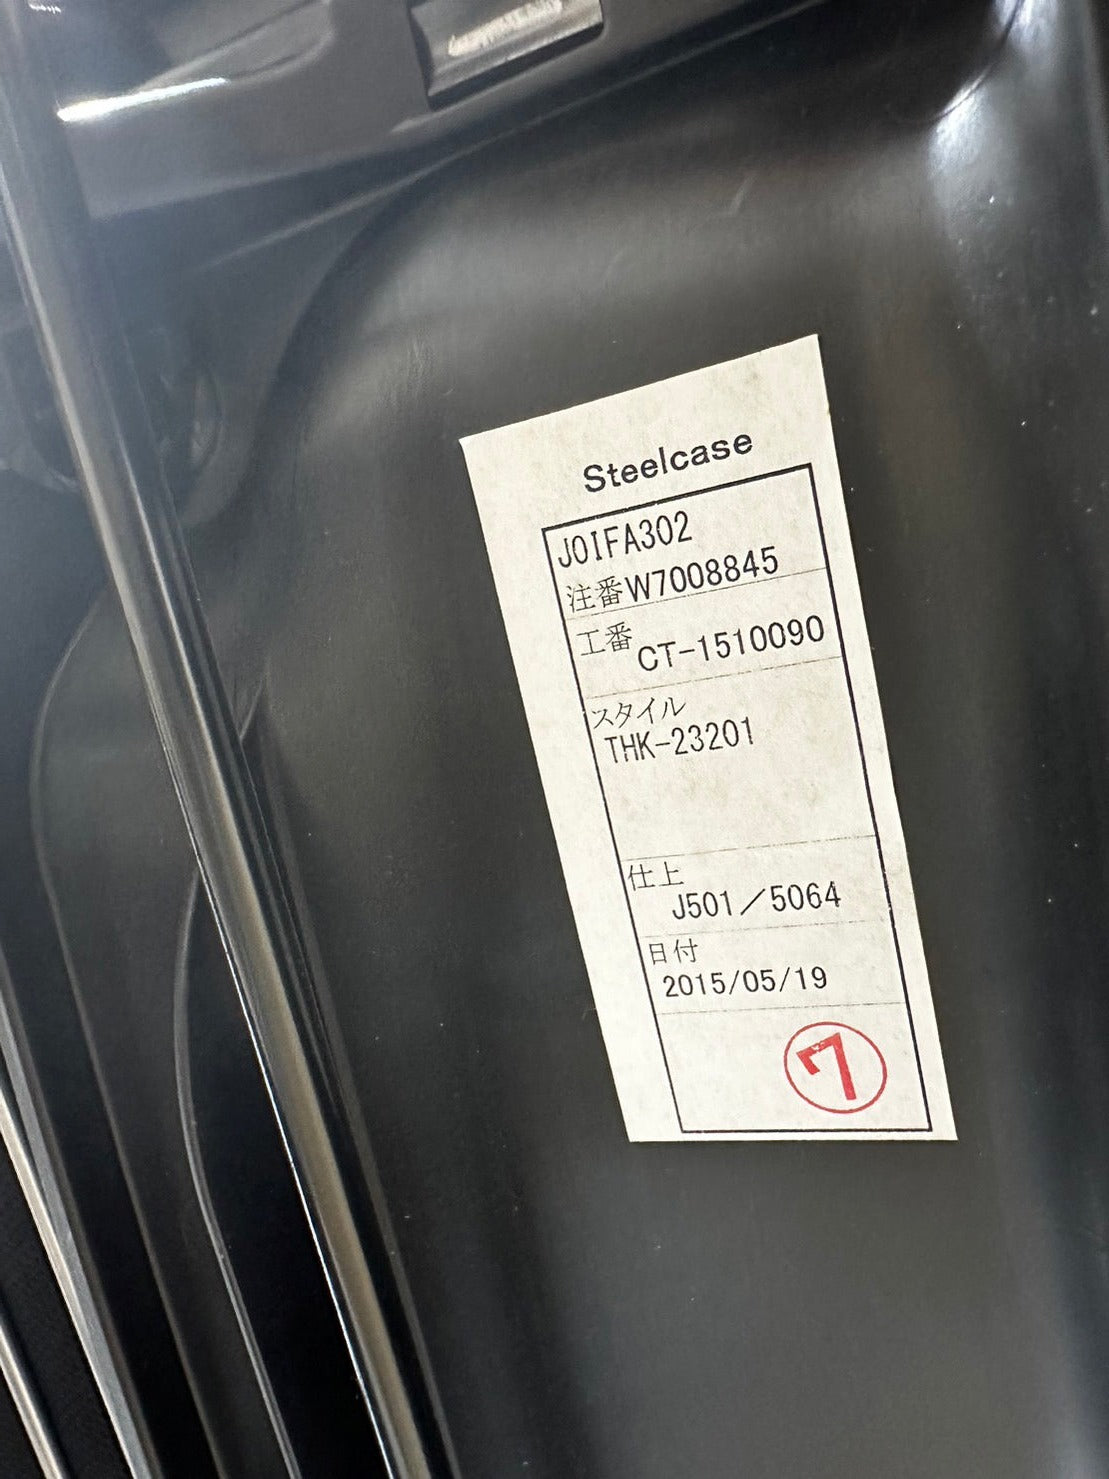 Steelcase
JOIFA302
注番W7008845
工番 CT-1510090
スタイル
THK-23201
仕上
J501／5064
日付
2015/05/19
7